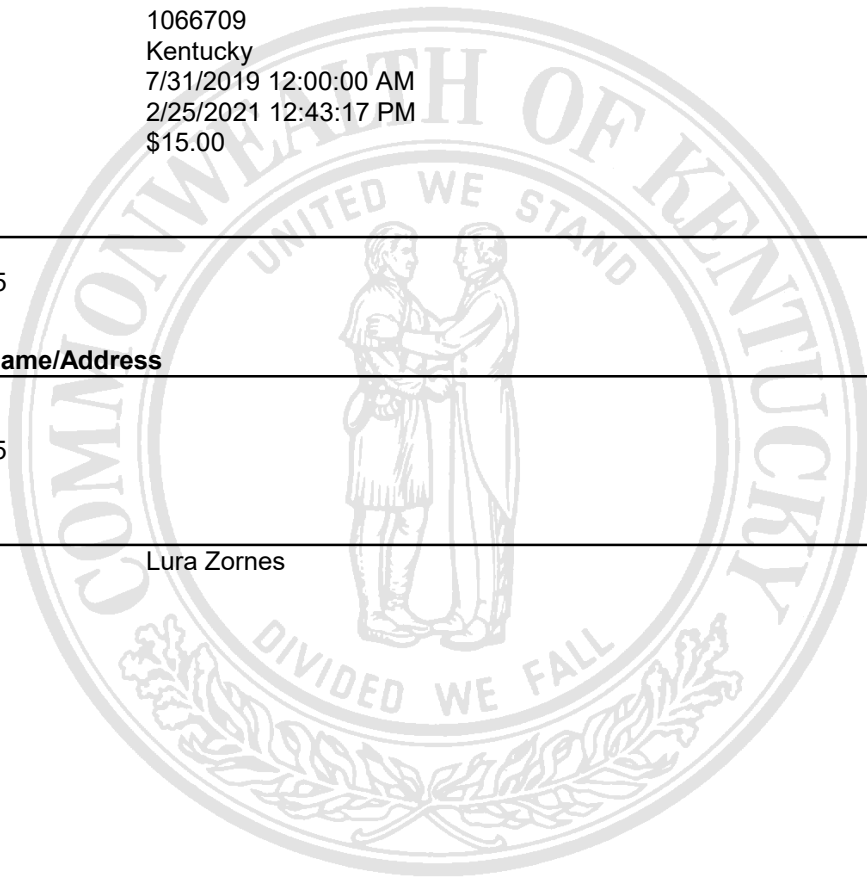 1066709
Kentucky
7/31/2019 12:00:00 AM
2/25/2021 12:43:17 PM
$15.00
COMMONWEALTH OF KENTUCKY
UNITED WE STAND
5
ame/Address
5
Lura Zornes
DIVIDED WE FALL